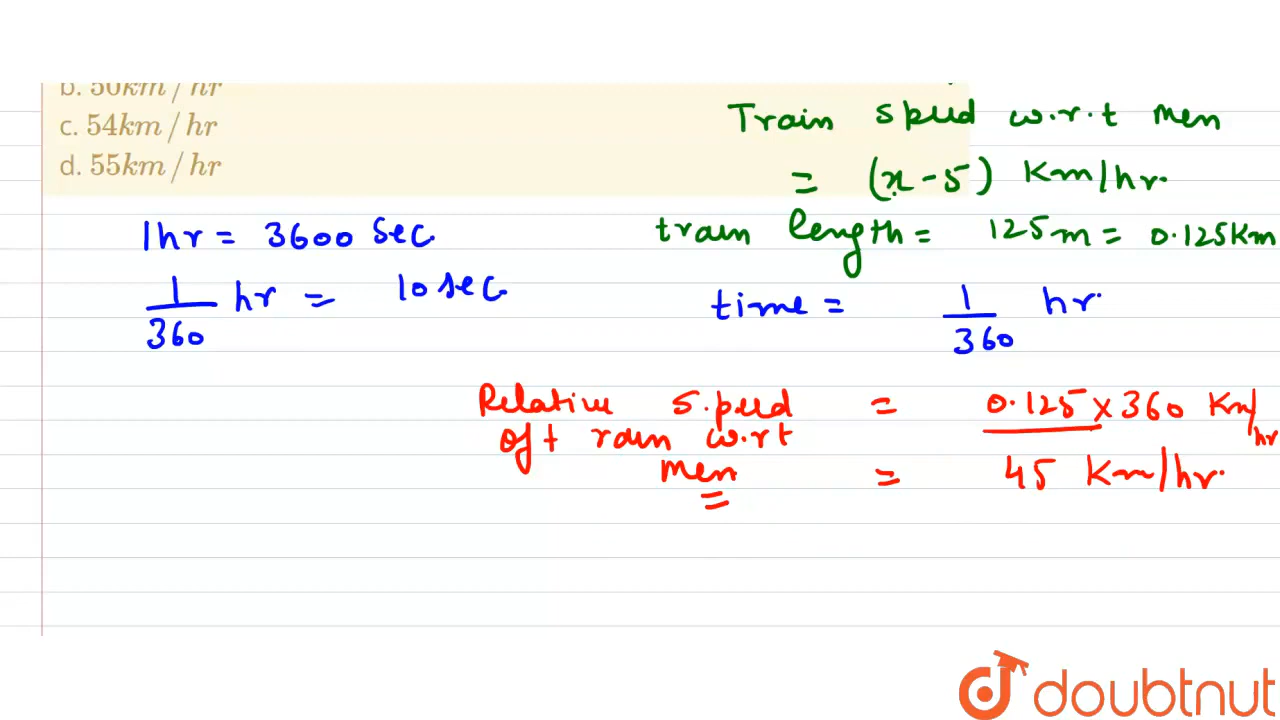 b. 50km/hr
c. 54km/hr
d. 55km/hr
Train speed w.r.t men
= (x-5) Km/hr.
train length = 125m = 0.125Km
1hr = 3600 Sec.
1/360 hr = 10 sec
time = 1/360 hr.
Relative speed of train w.r.t men = 0.125 x 360 Km/hr
= 45 Km/hr.
doubtnut